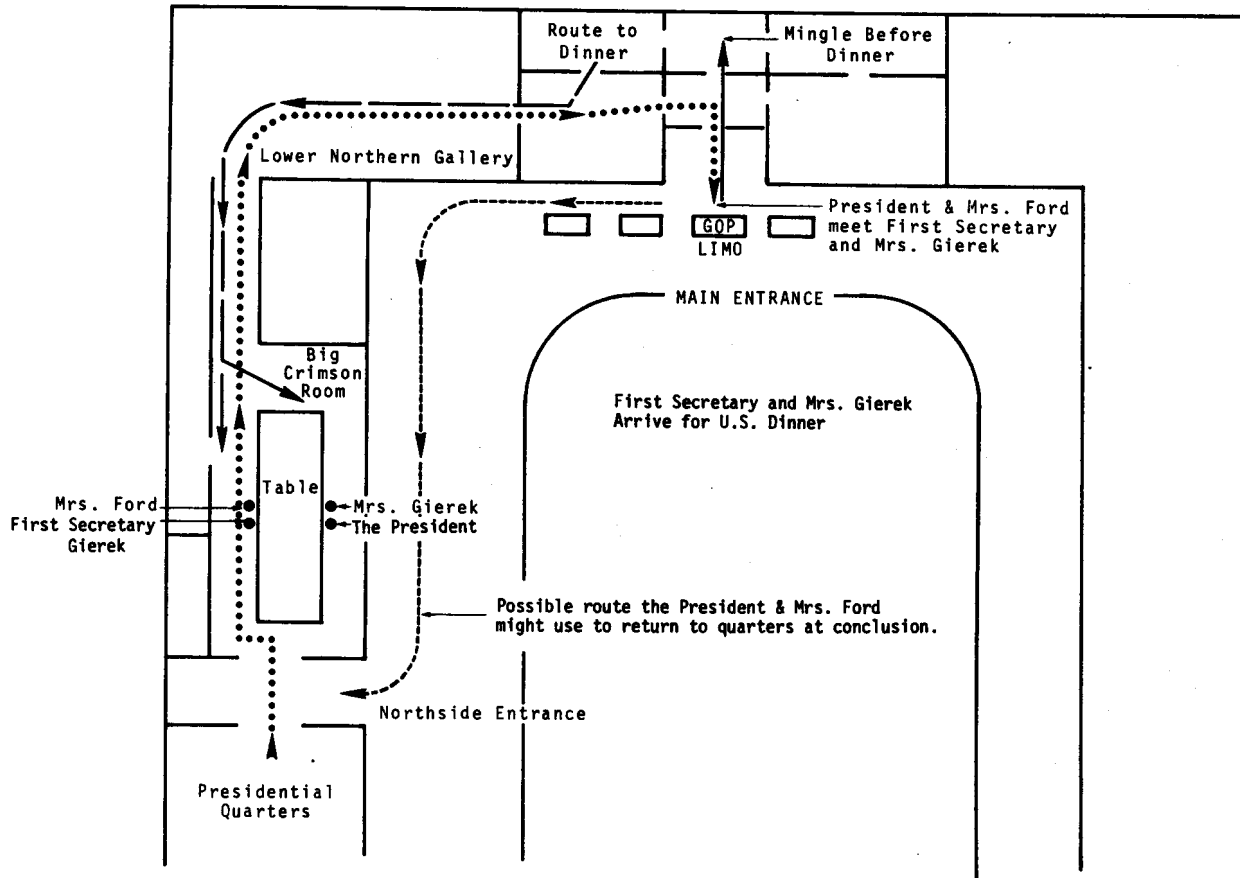 Route to
Dinner
Mingle Before
Dinner
Lower Northern Gallery
President & Mrs. Ford
meet First Secretary
and Mrs. Gierek
GOP
LIMO
MAIN ENTRANCE
Big
Crimson
Room
First Secretary and Mrs. Gierek
Arrive for U.S. Dinner
Table
Mrs. Ford
First Secretary
Gierek
Mrs. Gierek
The President
Possible route the President & Mrs. Ford
might use to return to quarters at conclusion.
Northside Entrance
Presidential
Quarters